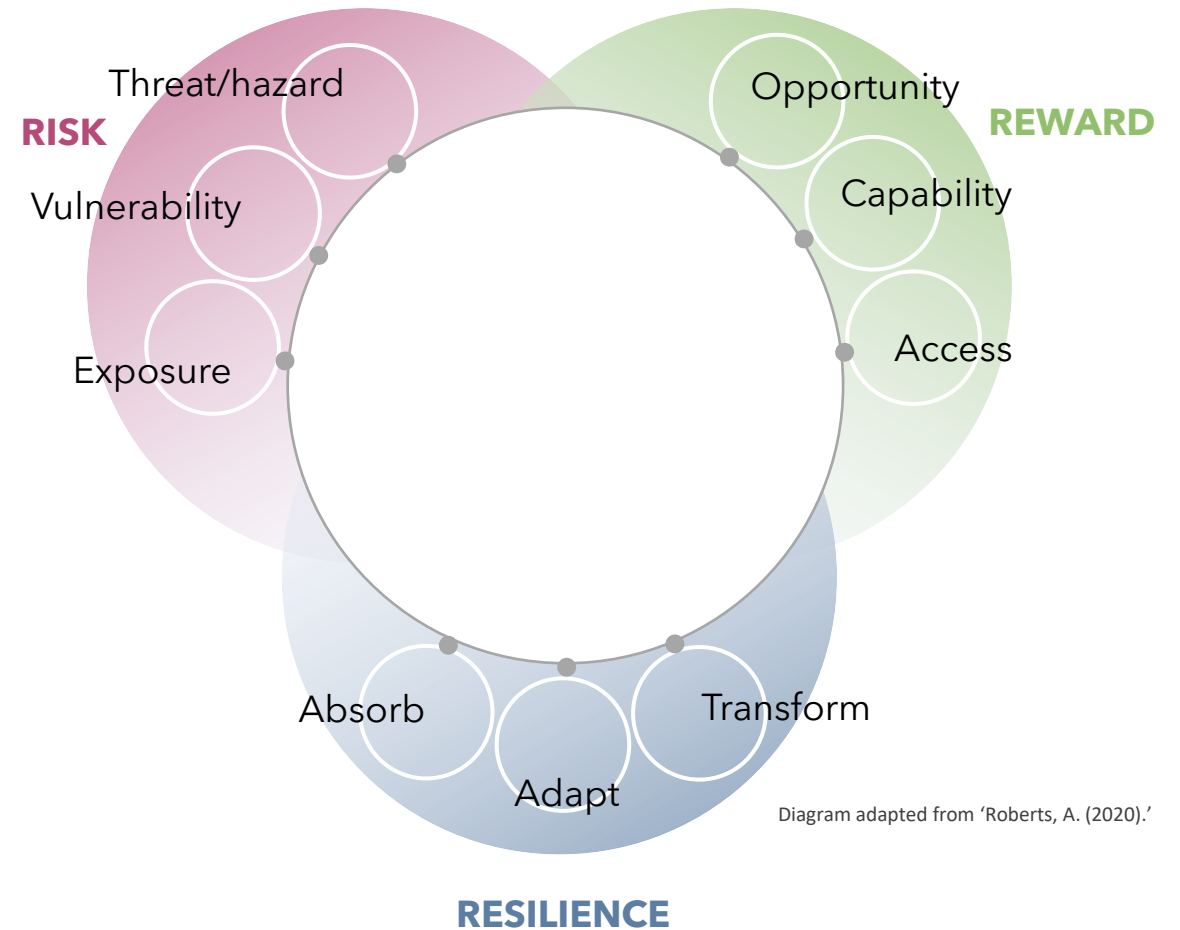 Threat/hazard
RISK
Vulnerability
Exposure
Opportunity
REWARD
Capability
Access
Absorb
Adapt
Transform
Diagram adapted from ‘Roberts, A. (2020).’
RESILIENCE